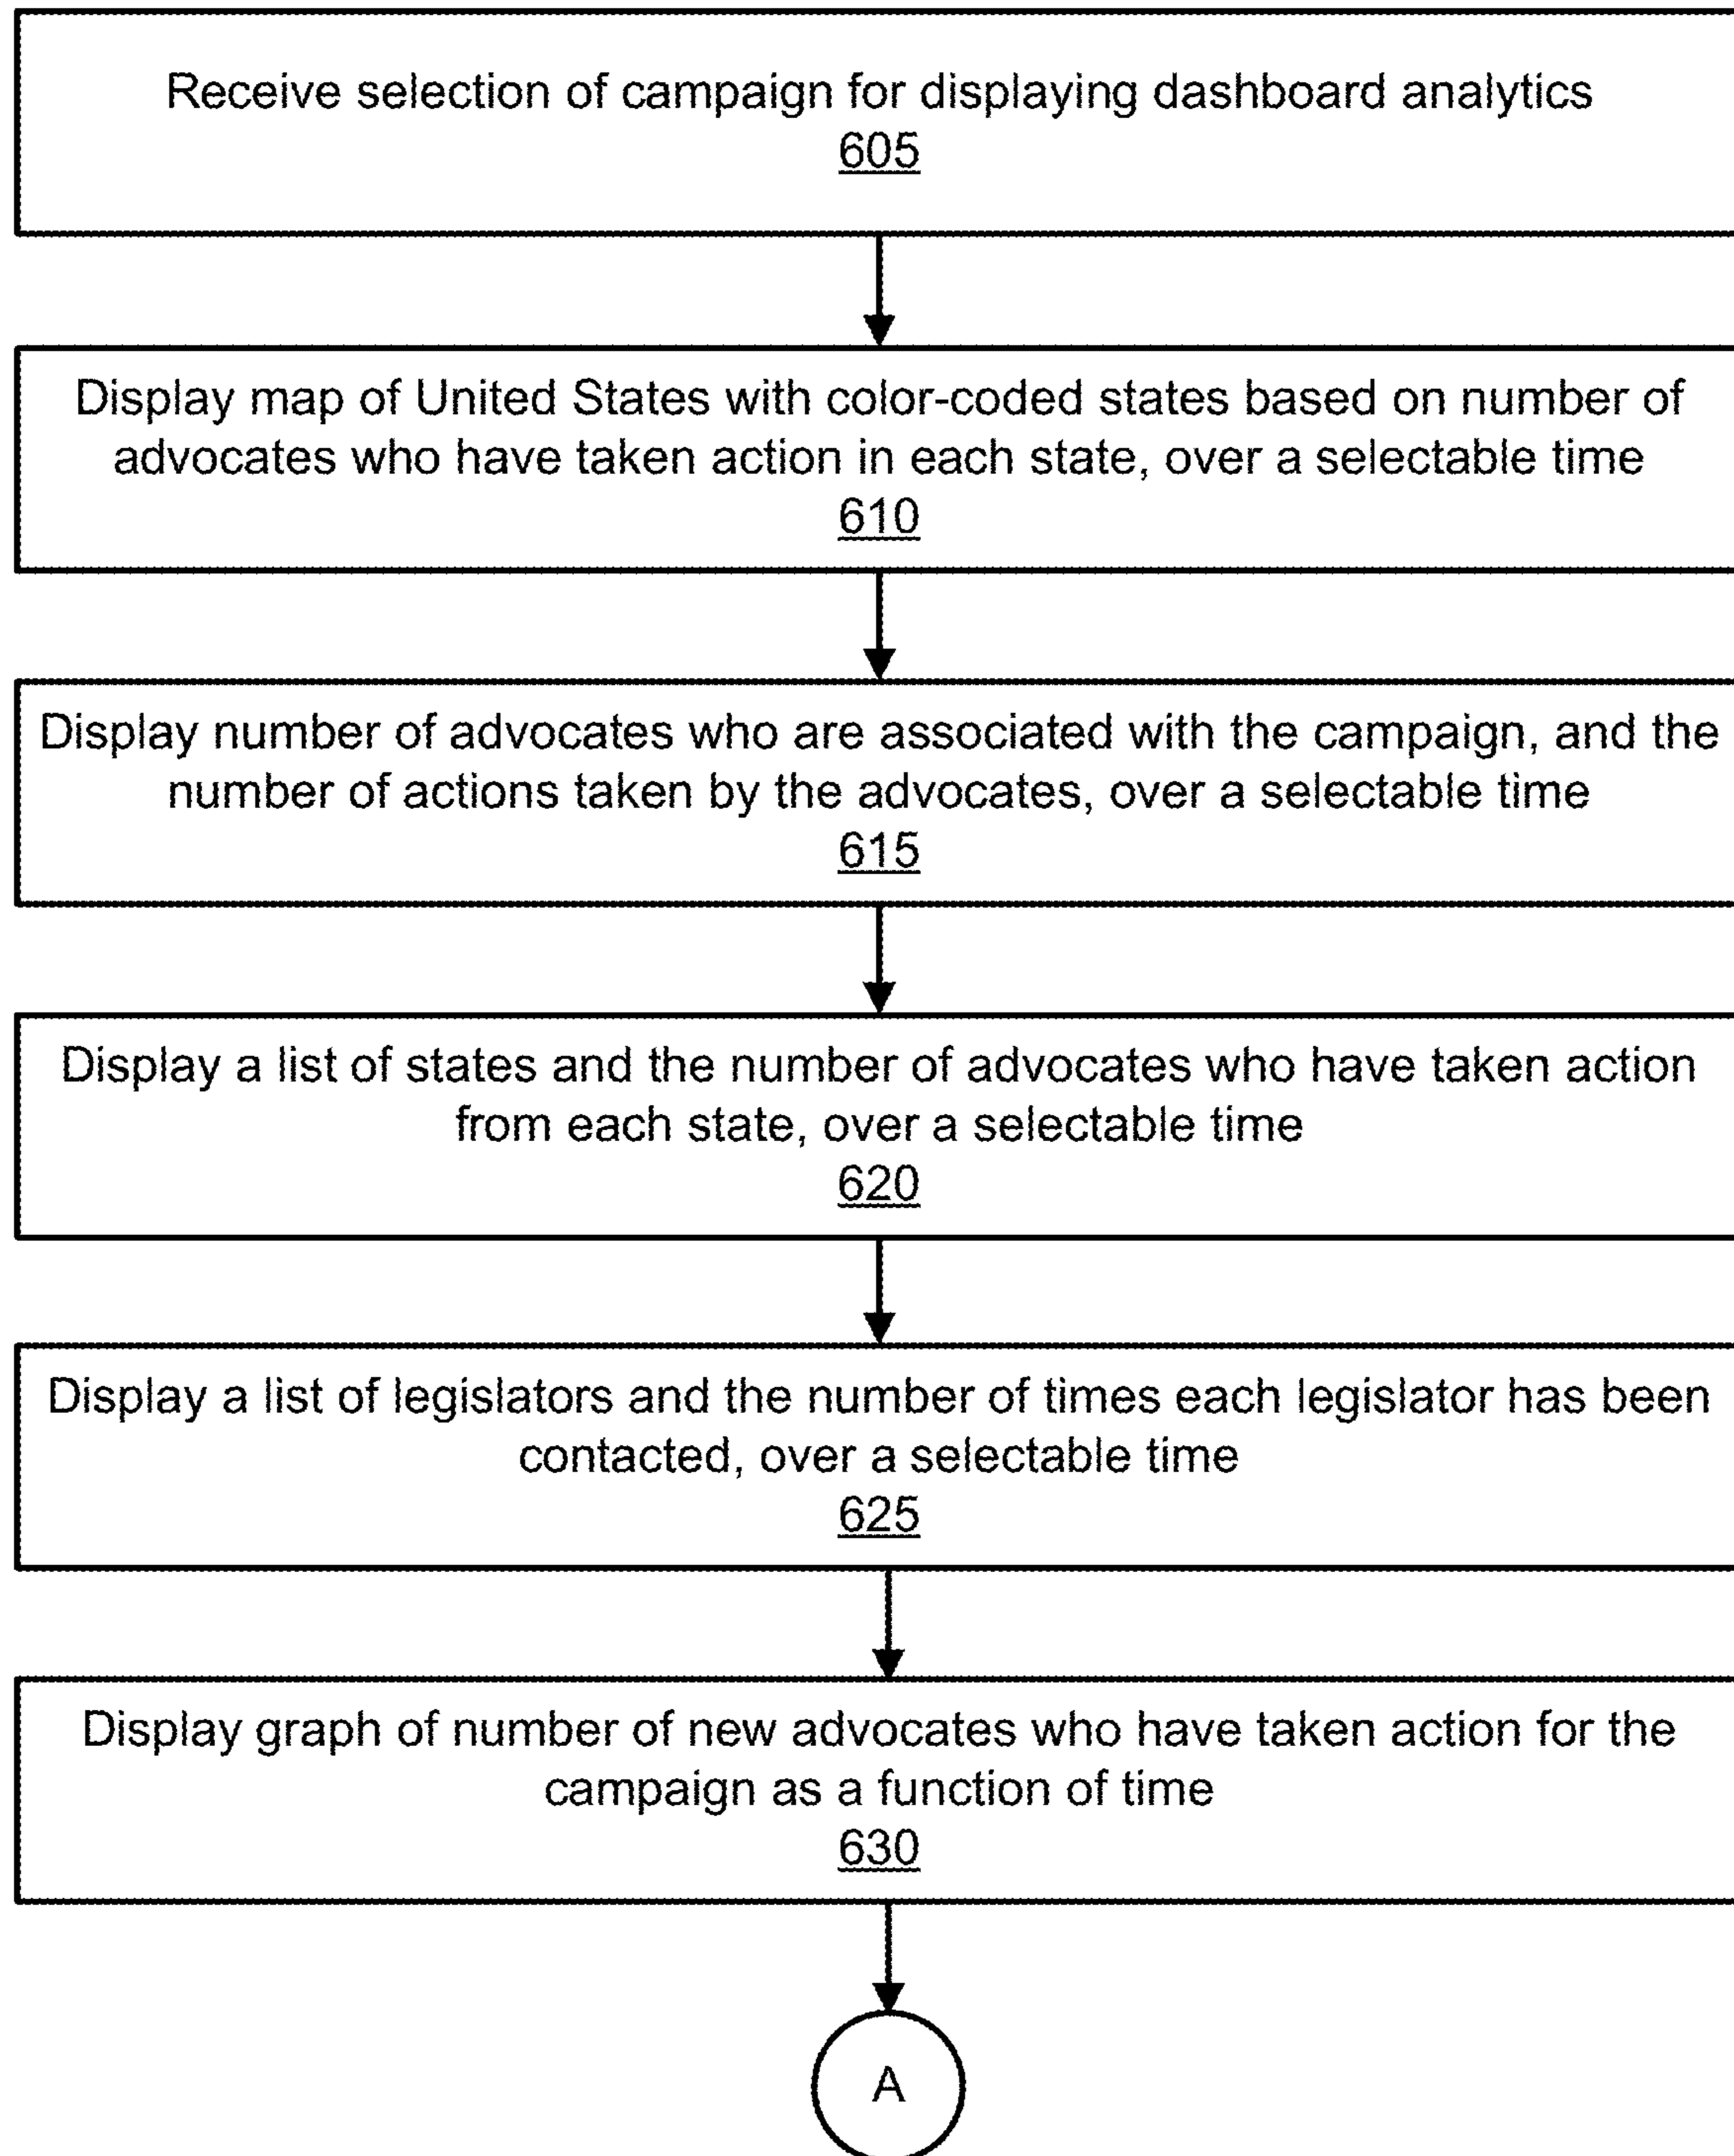 Receive selection of campaign for displaying dashboard analytics
605
Display map of United States with color-coded states based on number of
advocates who have taken action in each state, over a selectable time
610
Display number of advocates who are associated with the campaign, and the
number of actions taken by the advocates, over a selectable time
615
Display a list of states and the number of advocates who have taken action
from each state, over a selectable time
620
Display a list of legislators and the number of times each legislator has been
contacted, over a selectable time
625
Display graph of number of new advocates who have taken action for the
campaign as a function of time
630
A